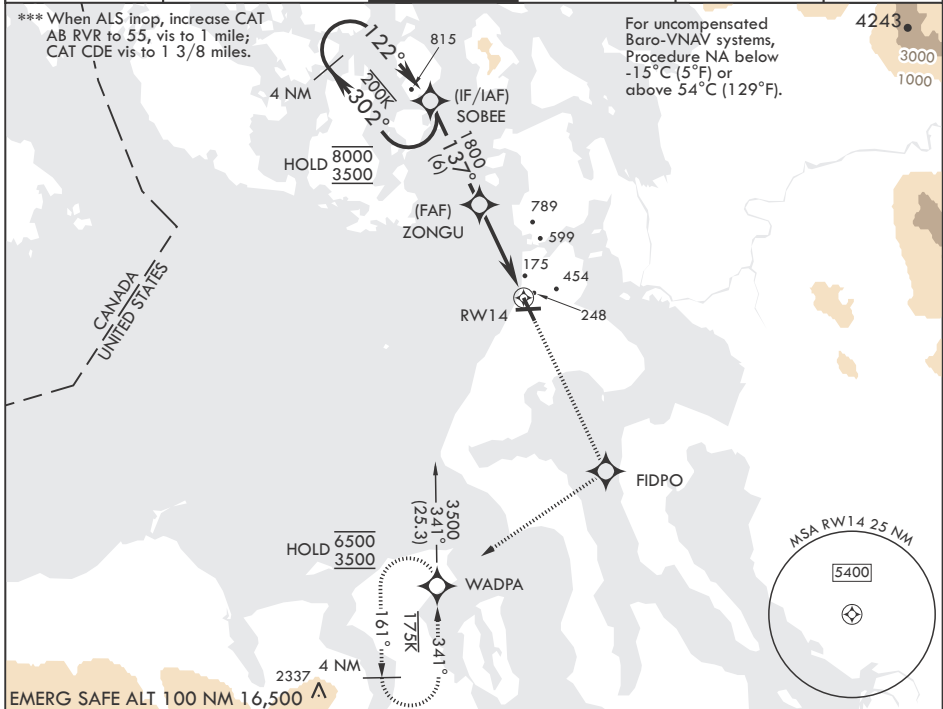 *** When ALS inop, increase CAT
AB RVR to 55, vis to 1 mile;
CAT CDE vis to 1 3/8 miles.
For uncompensated
Baro-VNAV systems,
Procedure NA below
-15°C (5°F) or
above 54°C (129°F).
4243
3000
1000
122°
815
200K
4 NM
302°
(IF/IAF)
SOBEE
HOLD 8000
3500
1800
137°
(6)
(FAF)
ZONGU
789
599
175
454
248
RW14
CANADA
UNITED STATES
FIDPO
3500
341°
(25.3)
HOLD 6500
3500
WADPA
161°
175K
341°
4 NM
2337
MSA RW14 25 NM
5400
EMERG SAFE ALT 100 NM 16,500